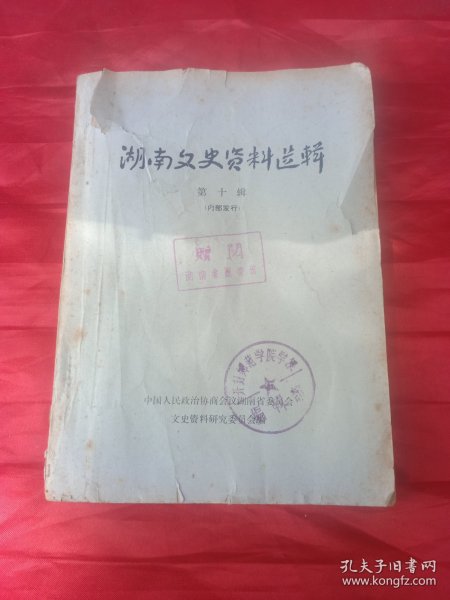 湖南文史资料选辑
第十辑
(内部发行)
赠阅
中国人民政治协商会议湖南省委员会
文史资料研究委员会编
孔夫子旧书网
www.kongfz.com